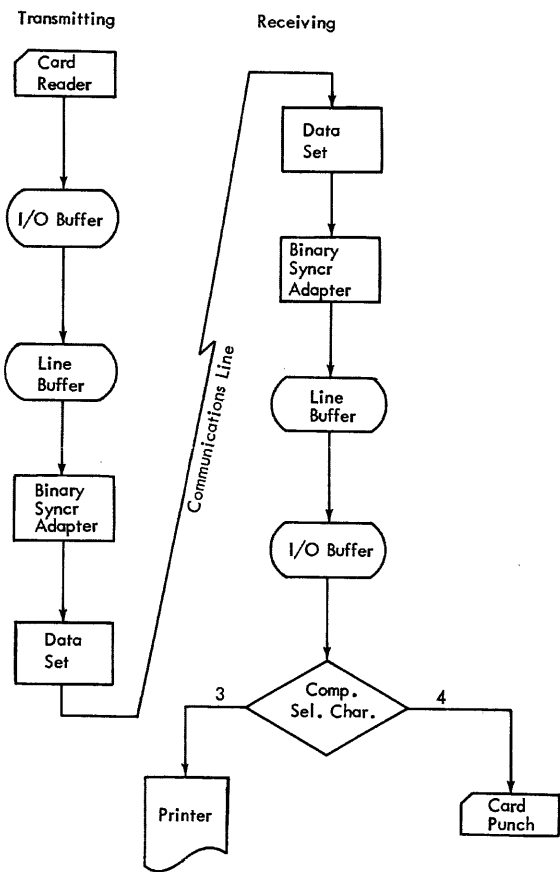 Transmitting
Card
Reader
I/O Buffer
Line
Buffer
Binary
Syncr
Adapter
Data
Set
Communications Line
Receiving
Data
Set
Binary
Syncr
Adapter
Line
Buffer
I/O Buffer
Comp.
Sel. Char.
3
4
Printer
Card
Punch